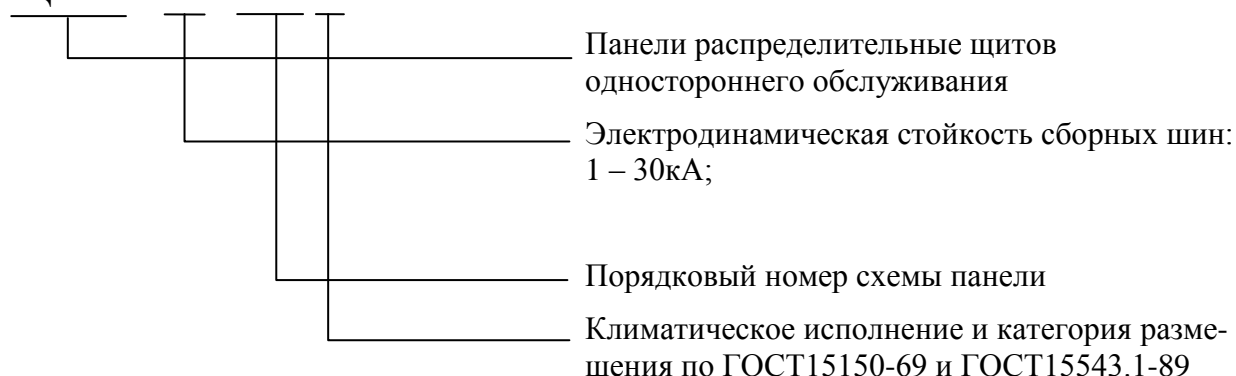 Панели распределительные щитов
одностороннего обслуживания
Электродинамическая стойкость сборных шин:
1 – 30кА;
Порядковый номер схемы панели
Климатическое исполнение и категория разме-
щения по ГОСТ15150-69 и ГОСТ15543.1-89